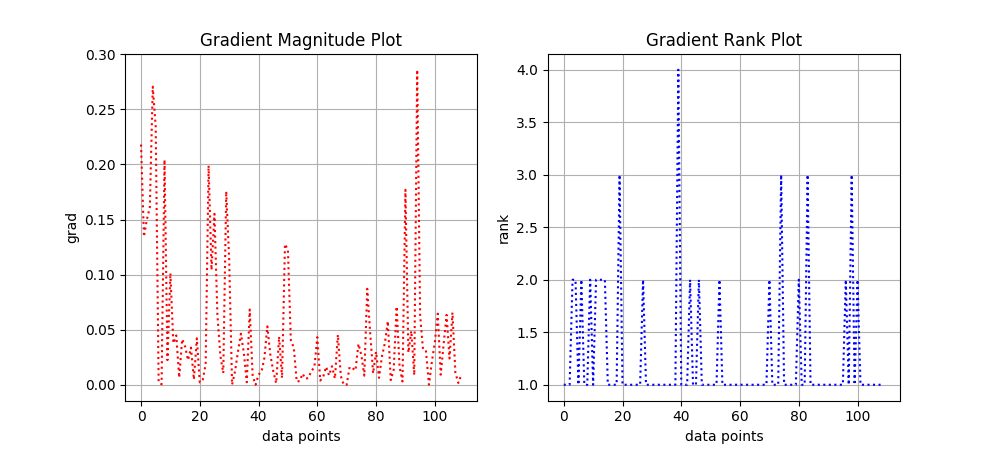 Gradient Magnitude Plot
0.30
0.25
0.20
0.15
0.10
0.05
0.00
grad
0 20 40 60 80 100
data points
Gradient Rank Plot
4.0
3.5
3.0
2.5
2.0
1.5
1.0
rank
0 20 40 60 80 100
data points